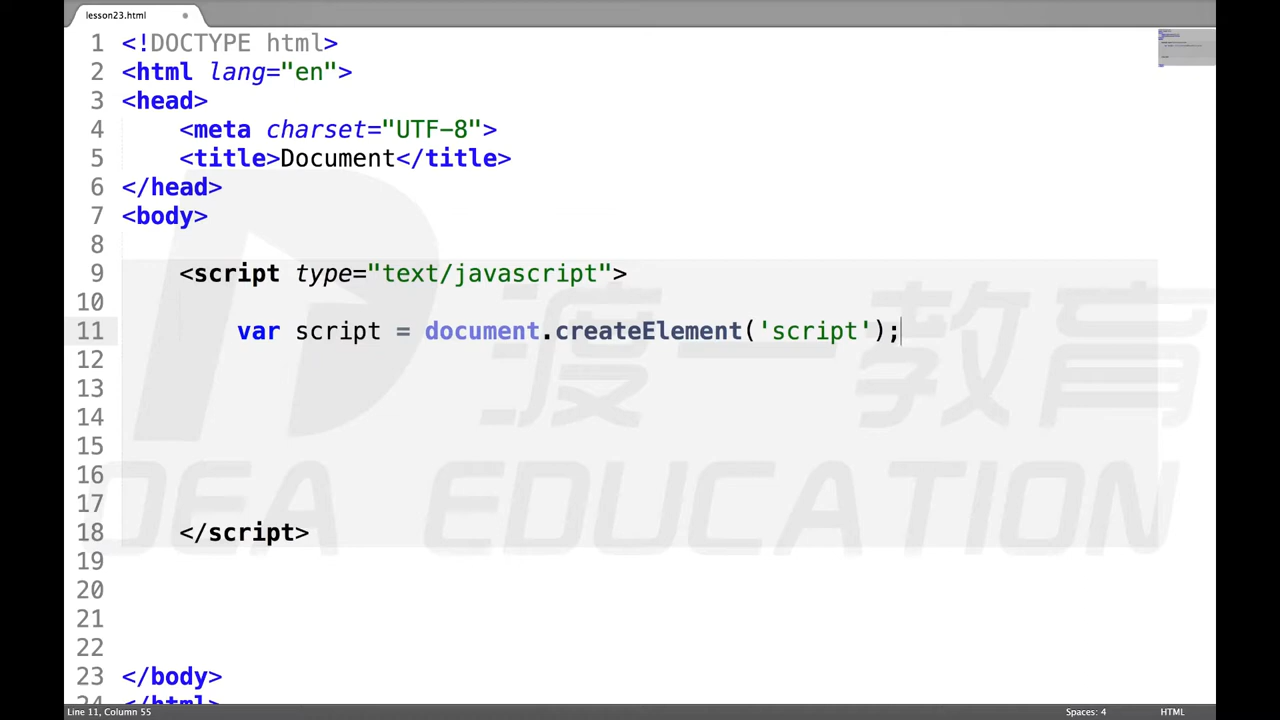 lesson23.html
1 <!DOCTYPE html>
2 <html lang="en">
3 <head>
4     <meta charset="UTF-8">
5     <title>Document</title>
6 </head>
7 <body>
8
9     <script type="text/javascript">
10
11         var script = document.createElement('script');
12
13
14
15
16
17
18     </script>
19
20
21
22
23 </body>
24 </html>
渡一教育
IDEA EDUCATION
Line 11, Column 55
Spaces: 4
HTML